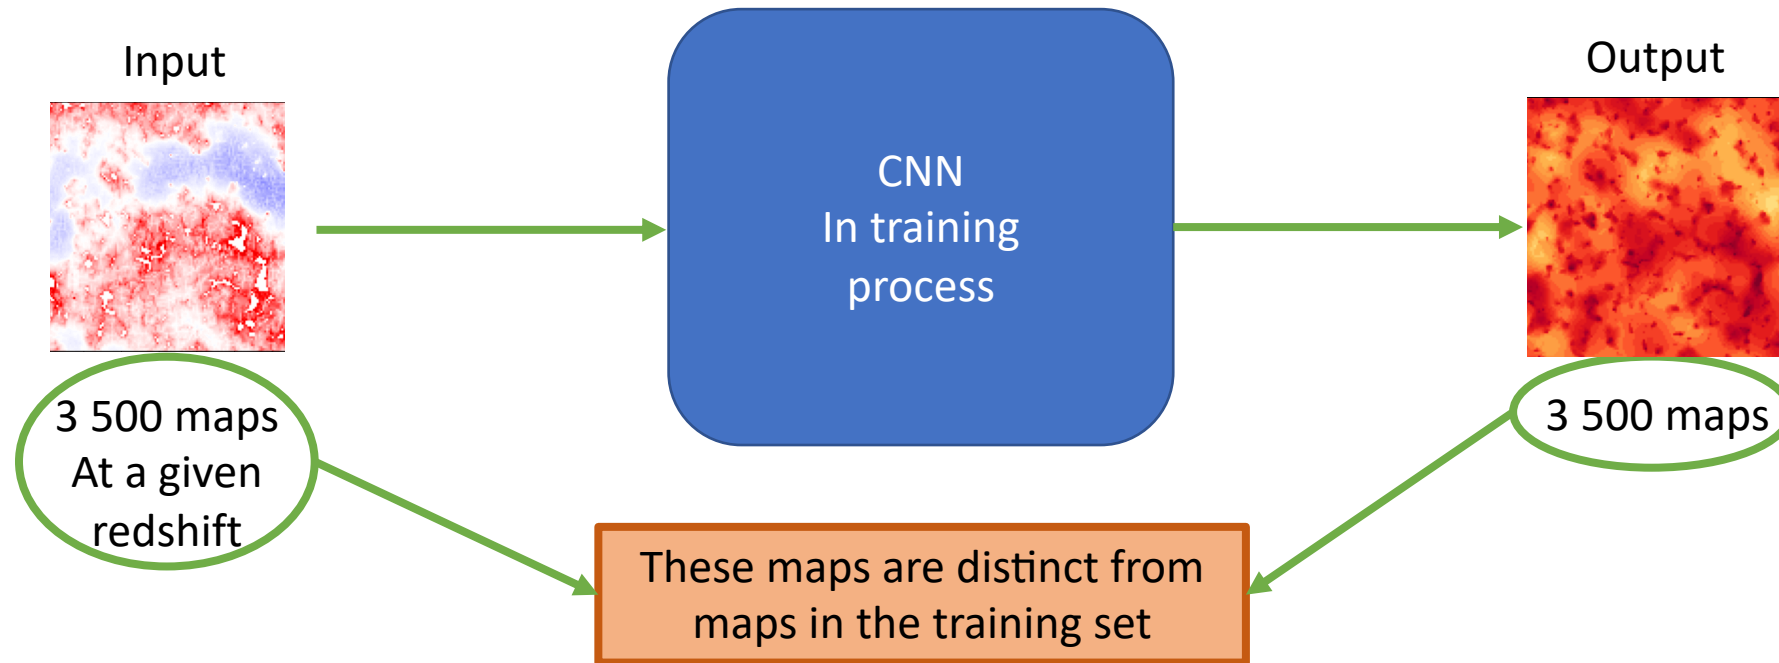 Input
Output
CNN
In training
process
3 500 maps
At a given
redshift
3 500 maps
These maps are distinct from
maps in the training set